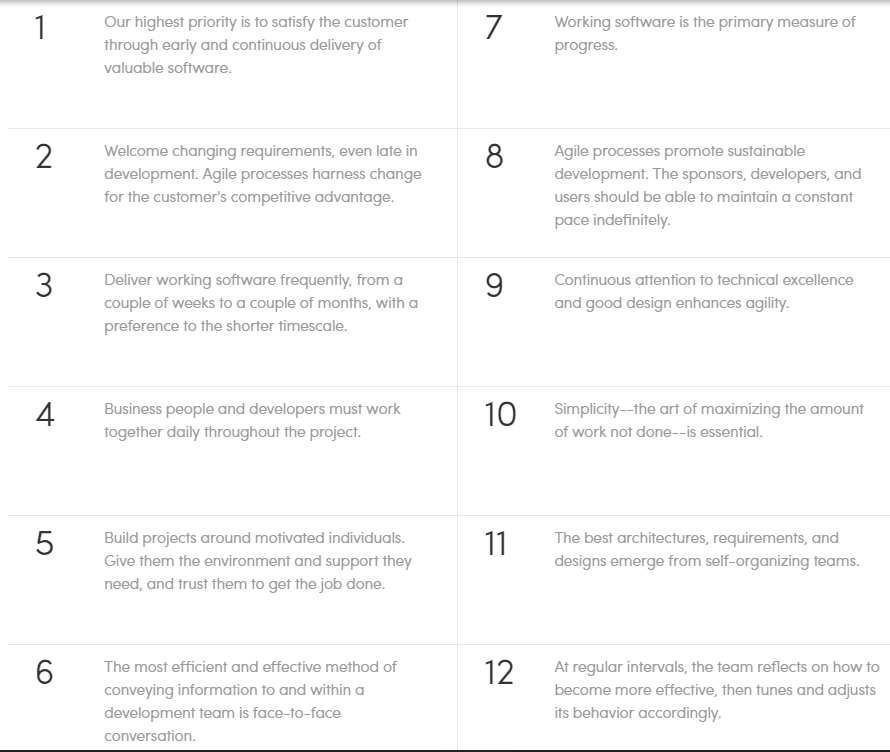 1
Our highest priority is to satisfy the customer
through early and continuous delivery of
valuable software.
2
Welcome changing requirements, even late in
development. Agile processes harness change
for the customer's competitive advantage.
3
Deliver working software frequently, from a
couple of weeks to a couple of months, with a
preference to the shorter timescale.
4
Business people and developers must work
together daily throughout the project.
5
Build projects around motivated individuals.
Give them the environment and support they
need, and trust them to get the job done.
6
The most efficient and effective method of
conveying information to and within a
development team is face-to-face
conversation.
7
Working software is the primary measure of
progress.
8
Agile processes promote sustainable
development. The sponsors, developers, and
users should be able to maintain a constant
pace indefinitely.
9
Continuous attention to technical excellence
and good design enhances agility.
10
Simplicity--the art of maximizing the amount
of work not done--is essential.
11
The best architectures, requirements, and
designs emerge from self-organizing teams.
12
At regular intervals, the team reflects on how to
become more effective, then tunes and adjusts
its behavior accordingly.